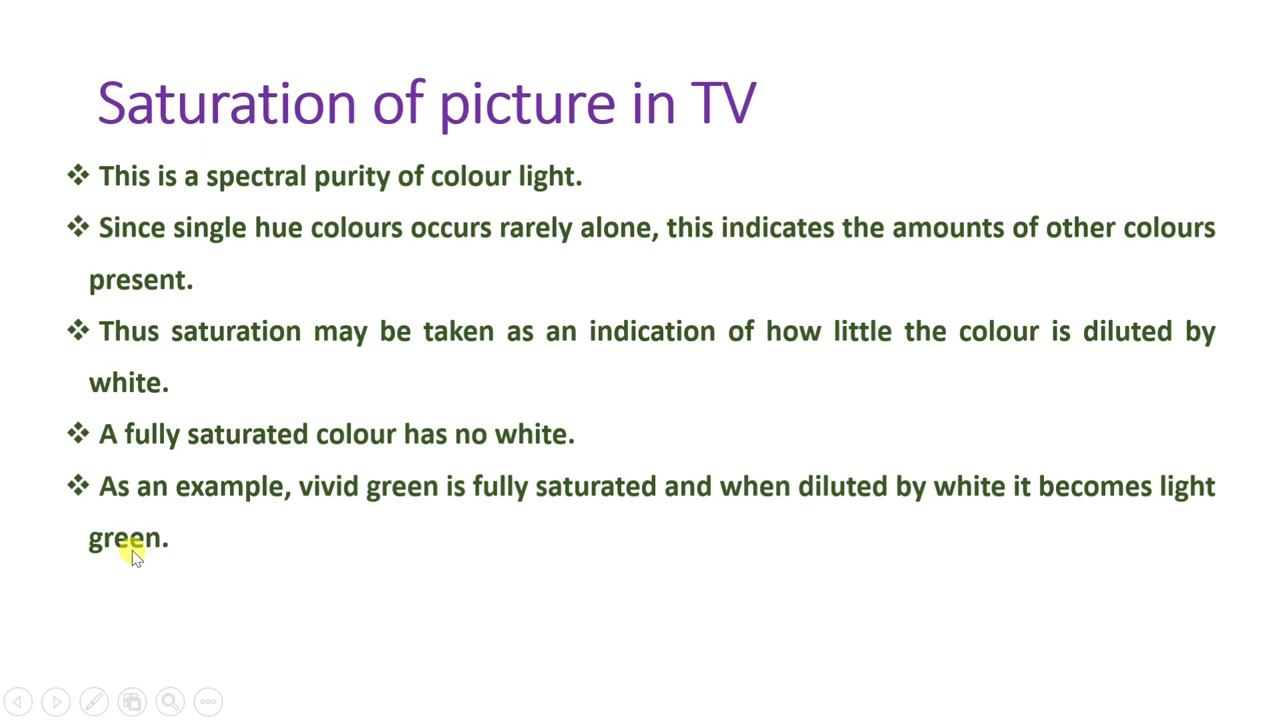 Saturation of picture in TV
❖ This is a spectral purity of colour light.
❖ Since single hue colours occurs rarely alone, this indicates the amounts of other colours
present.
❖ Thus saturation may be taken as an indication of how little the colour is diluted by
white.
❖ A fully saturated colour has no white.
❖ As an example, vivid green is fully saturated and when diluted by white it becomes light
green.